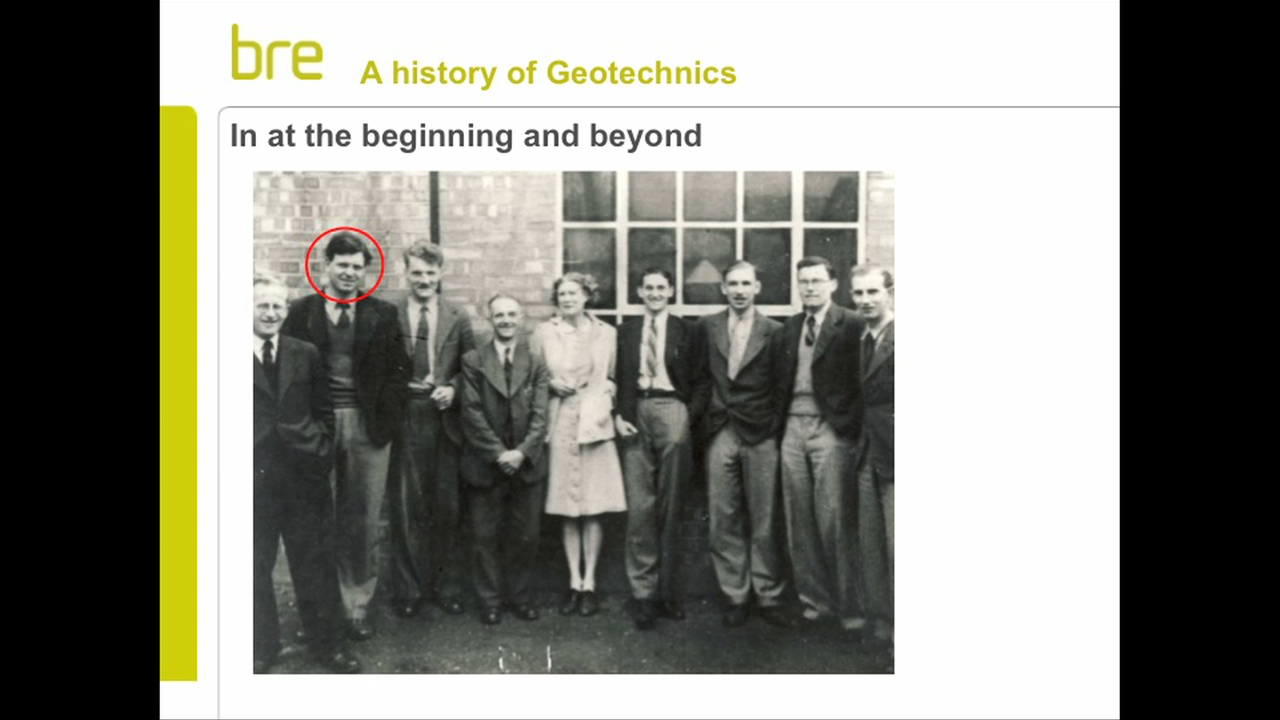 bre
A history of Geotechnics
In at the beginning and beyond